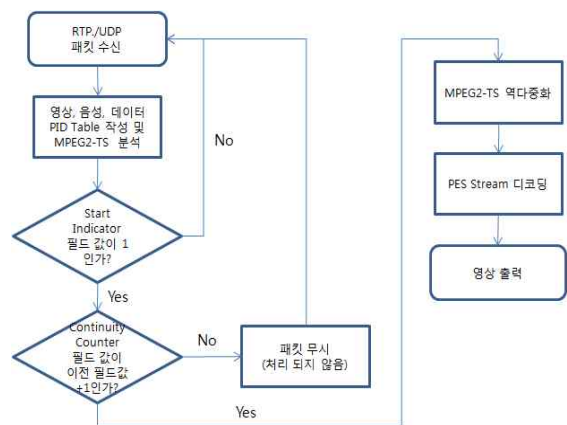 RTP./UDP
패킷 수신
영상, 음성, 데이터
PID Table 작성 및
MPEG2-TS 분석
No
Start
Indicator
필드 값이 1
인가?
Yes
Continuity
Counter
필드 값이
이전 필드값
+1인가?
No
패킷 무시
(처리 되지 않음)
Yes
MPEG2-TS 역다중화
PES Stream 디코딩
영상 출력